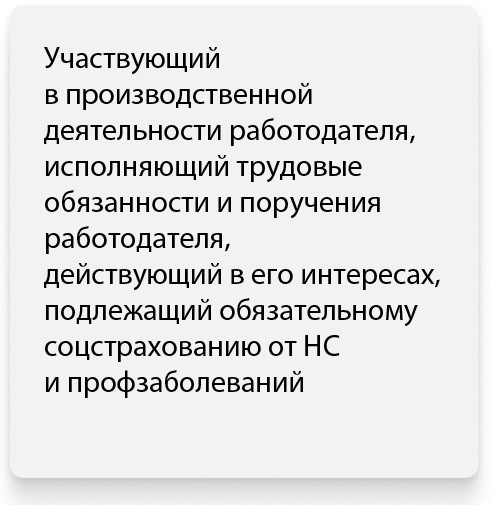 Участвующий
в производственной
деятельности работодателя,
исполняющий трудовые
обязанности и поручения
работодателя,
действующий в его интересах,
подлежащий обязательному
соцстрахованию от НС
и профзаболеваний